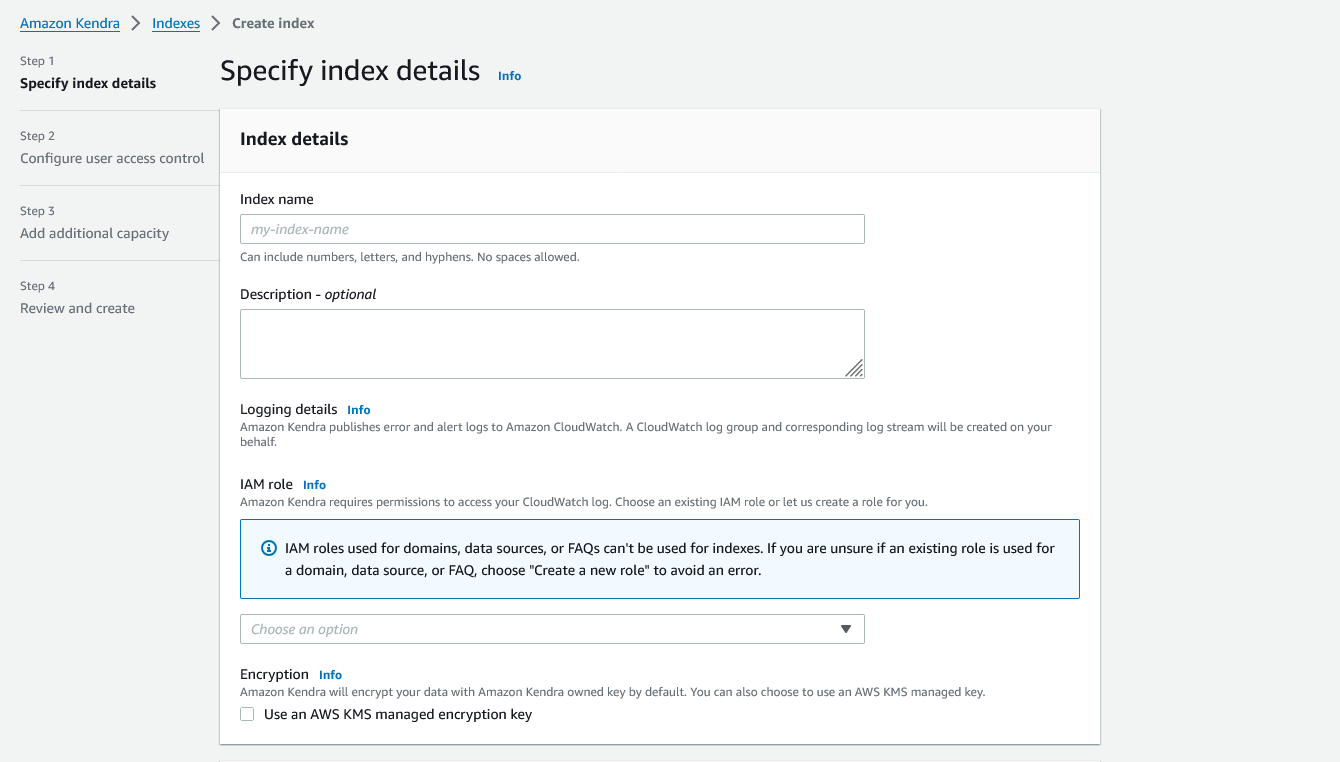 Amazon Kendra > Indexes > Create index
Step 1
Specify index details
Step 2
Configure user access control
Step 3
Add additional capacity
Step 4
Review and create
Specify index details Info
Index details
Index name
my-index-name
Can include numbers, letters, and hyphens. No spaces allowed.
Description - optional
Logging details Info
Amazon Kendra publishes error and alert logs to Amazon CloudWatch. A CloudWatch log group and corresponding log stream will be created on your
behalf.
IAM role Info
Amazon Kendra requires permissions to access your CloudWatch log. Choose an existing IAM role or let us create a role for you.
IAM roles used for domains, data sources, or FAQs can't be used for indexes. If you are unsure if an existing role is used for
a domain, data source, or FAQ, choose "Create a new role" to avoid an error.
Choose an option
Encryption Info
Amazon Kendra will encrypt your data with Amazon Kendra owned key by default. You can also choose to use an AWS KMS managed key.
Use an AWS KMS managed encryption key